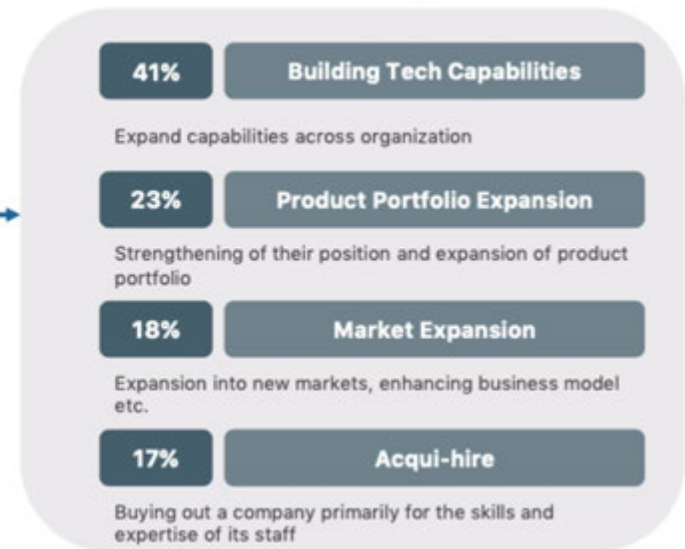 41% Building Tech Capabilities
Expand capabilities across organization
23% Product Portfolio Expansion
Strengthening of their position and expansion of product
portfolio
18% Market Expansion
Expansion into new markets, enhancing business model
etc.
17% Acqui-hire
Buying out a company primarily for the skills and
expertise of its staff